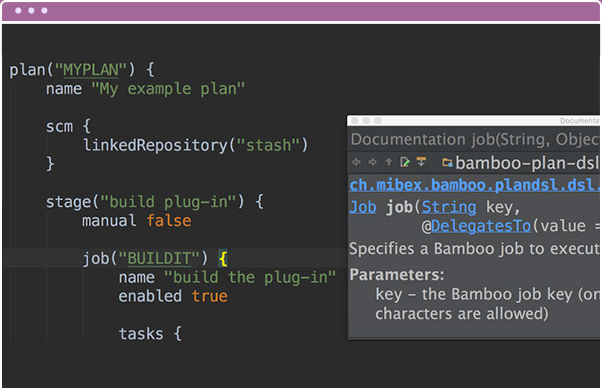 plan("MYPLAN") {
name "My example plan"
scm {
linkedRepository("stash")
}
stage("build plug-in") {
manual false
job("BUILDIT") {
name "build the plug-in"
enabled true
tasks {
Documenta
Documentation job(String, Objec
bamboo-plan-dsl
ch.mibex.bamboo.plandsl.dsl.
Job job(String key,
@DelegatesTo(value =
Specifies a Bamboo job to execut
Parameters:
key - the Bamboo job key (on
characters are allowed)